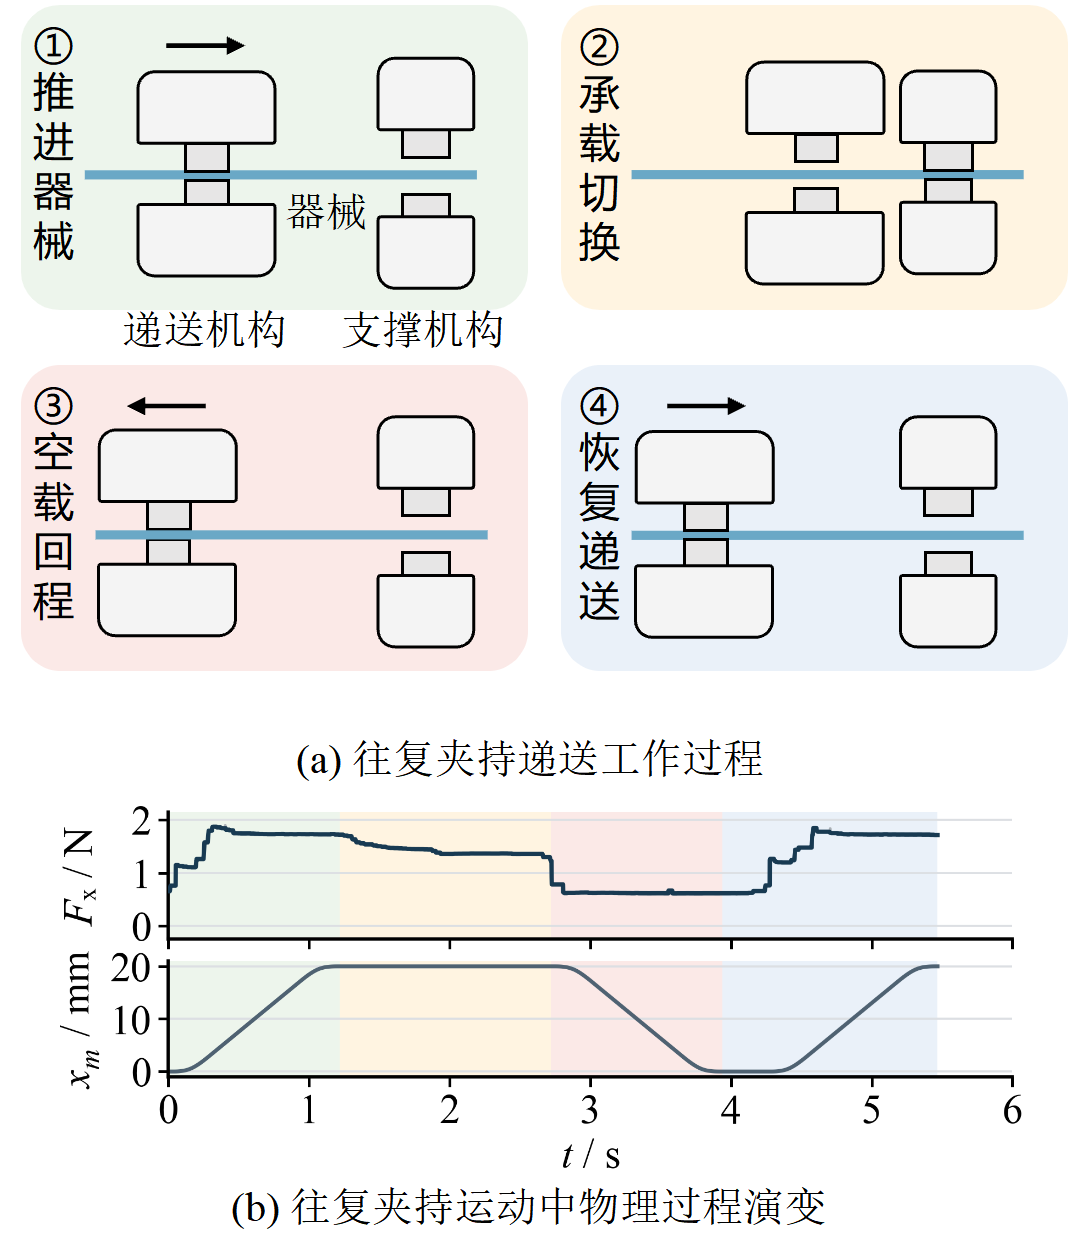 ①推进器械
器械
递送机构
支撑机构
②承载切换
③空载回程
④恢复递送
(a) 往复夹持递送工作过程
Fx / N
2
1
0
xm / mm
20
10
0
0 1 2 3 4 5 6
t / s
(b) 往复夹持运动中物理过程演变